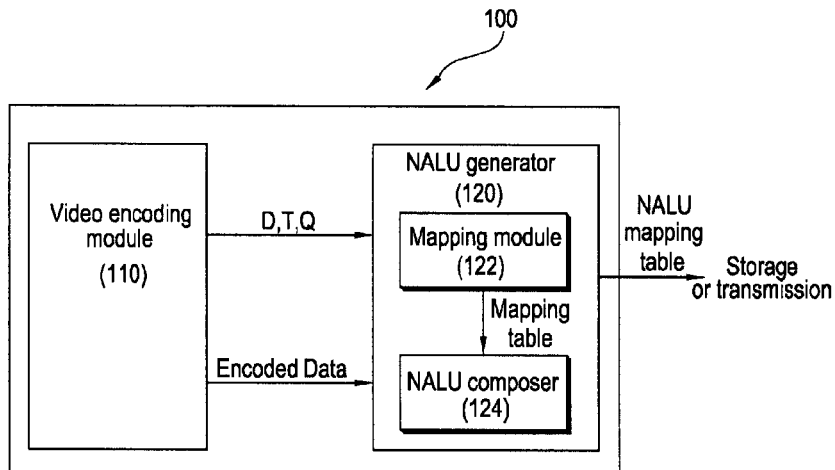 100
Video encoding
module
(110)
D,T,Q
Encoded Data
NALU generator
(120)
Mapping module
(122)
Mapping
table
NALU composer
(124)
NALU
mapping
table
Storage
or transmission